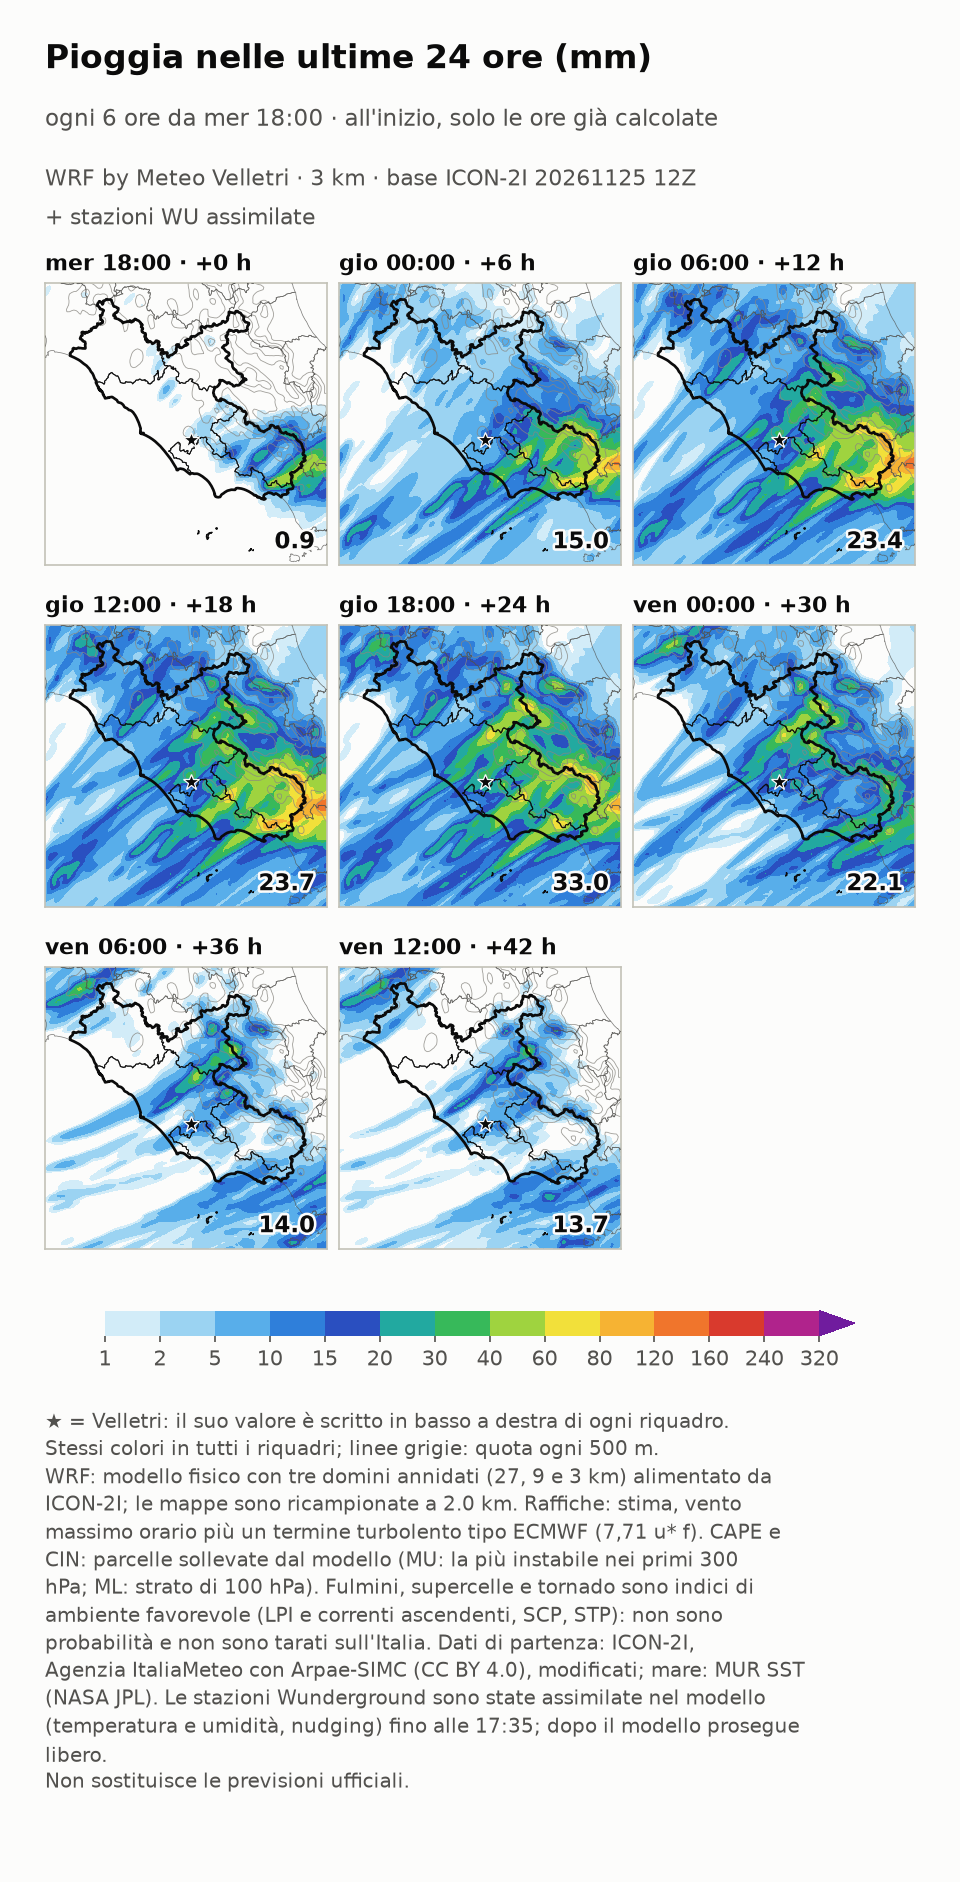 Pioggia nelle ultime 24 ore (mm)
ogni 6 ore da mer 18:00 · all'inizio, solo le ore già calcolate
WRF by Meteo Velletri · 3 km · base ICON-2I 20261125 12Z
+ stazioni WU assimilate
mer 18:00 · +0 h
gio 00:00 · +6 h
gio 06:00 · +12 h
0.9
15.0
23.4
gio 12:00 · +18 h
gio 18:00 · +24 h
ven 00:00 · +30 h
23.7
33.0
22.1
ven 06:00 · +36 h
ven 12:00 · +42 h
14.0
13.7
1 2 5 10 15 20 30 40 60 80 120 160 240 320
★ = Velletri: il suo valore è scritto in basso a destra di ogni riquadro.
Stessi colori in tutti i riquadri; linee grigie: quota ogni 500 m.
WRF: modello fisico con tre domini annidati (27, 9 e 3 km) alimentato da
ICON-2I; le mappe sono ricampionate a 2.0 km. Raffiche: stima, vento
massimo orario più un termine turbolento tipo ECMWF (7,71 u* f). CAPE e
CIN: parcelle sollevate dal modello (MU: la più instabile nei primi 300
hPa; ML: strato di 100 hPa). Fulmini, supercelle e tornado sono indici di
ambiente favorevole (LPI e correnti ascendenti, SCP, STP): non sono
probabilità e non sono tarati sull'Italia. Dati di partenza: ICON-2I,
Agenzia ItaliaMeteo con Arpae-SIMC (CC BY 4.0), modificati; mare: MUR SST
(NASA JPL). Le stazioni Wunderground sono state assimilate nel modello
(temperatura e umidità, nudging) fino alle 17:35; dopo il modello prosegue
libero.
Non sostituisce le previsioni ufficiali.